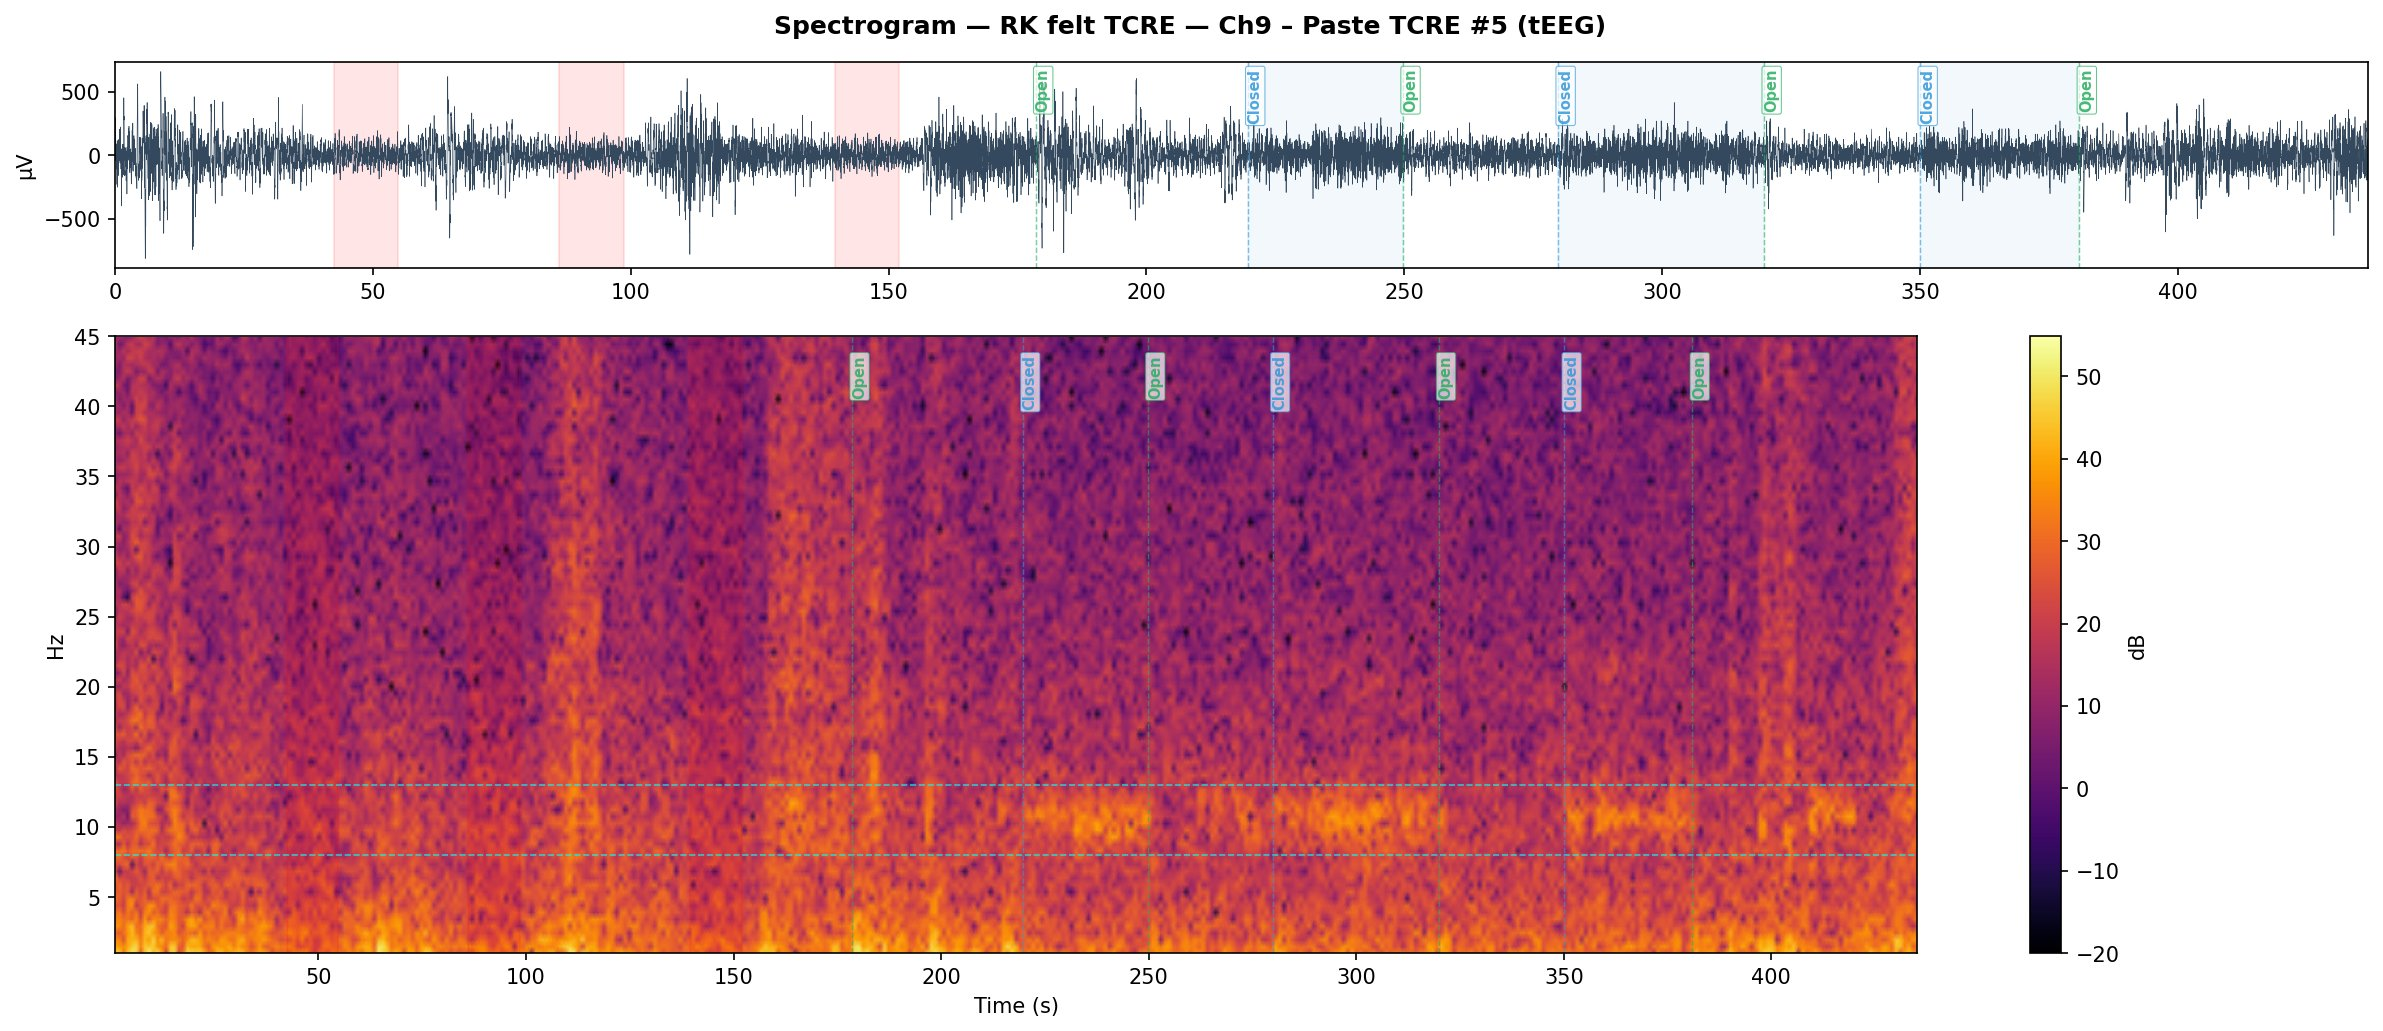 Spectrogram — RK felt TCRE — Ch9 – Paste TCRE #5 (tEEG)
µV
500
0
−500
Open
Closed
Open
Closed
Open
Closed
Open
0 50 100 150 200 250 300 350 400
Hz
45
40
35
30
25
20
15
10
5
Open
Closed
Open
Closed
Open
Closed
Open
50 100 150 200 250 300 350 400
Time (s)
50
40
30
20
10
0
−10
−20
dB